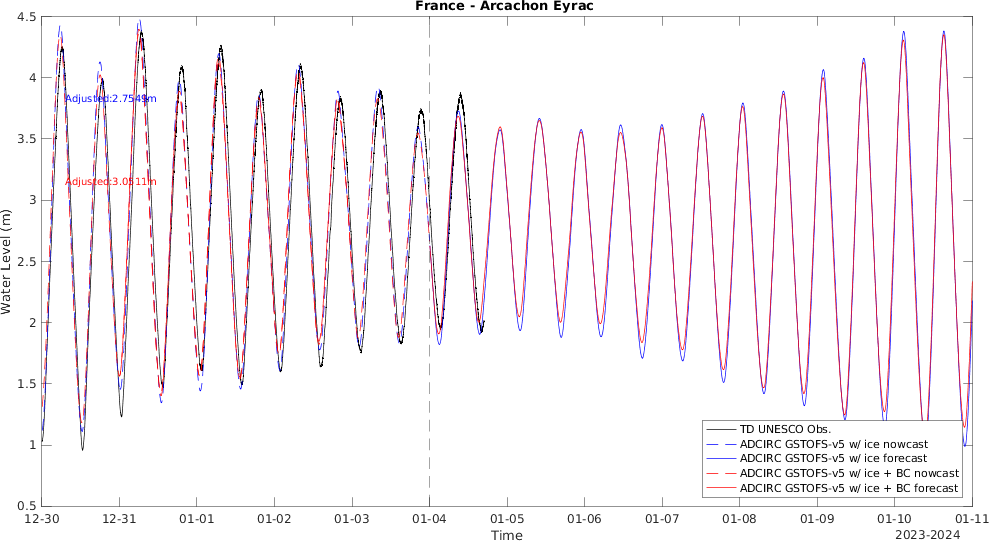 France - Arcachon Eyrac
4.5
4
3.5
3
2.5
2
1.5
1
0.5
Water Level (m)
Adjusted:2.7549m
Adjusted:3.0511m
TD UNESCO Obs.
ADCIRC GSTOFS-v5 w/ ice nowcast
ADCIRC GSTOFS-v5 w/ ice forecast
ADCIRC GSTOFS-v5 w/ ice + BC nowcast
ADCIRC GSTOFS-v5 w/ ice + BC forecast
12-30 12-31 01-01 01-02 01-03 01-04 01-05 01-06 01-07 01-08 01-09 01-10 01-11
Time
2023-2024